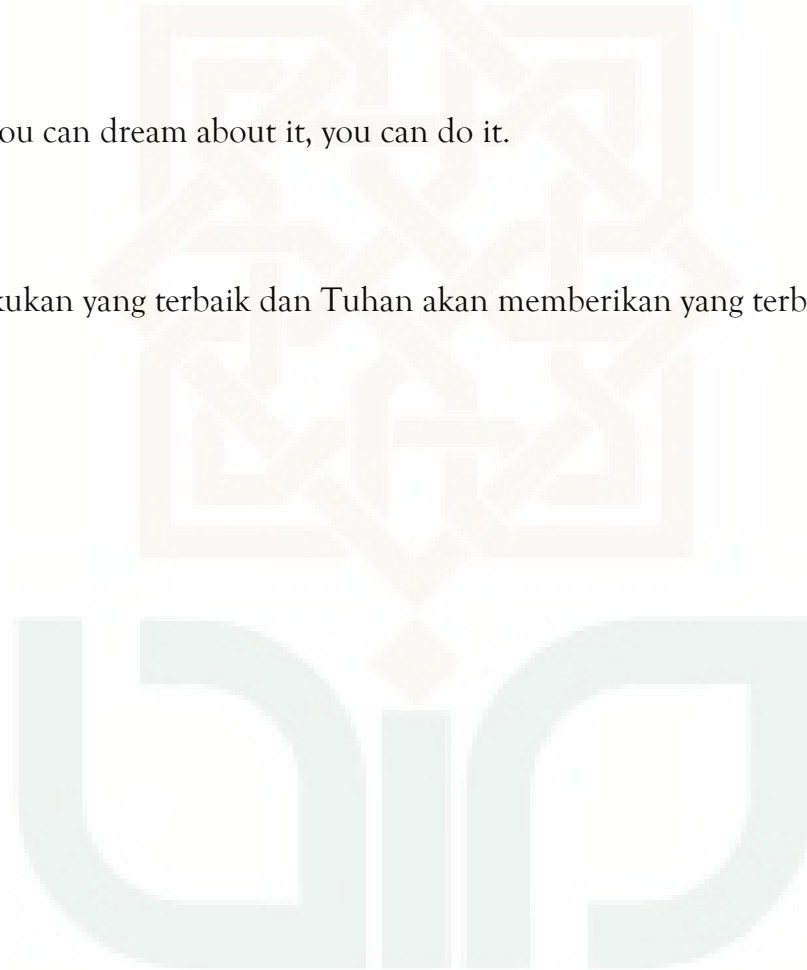 ou can dream about it, you can do it.
kukan yang terbaik dan Tuhan akan memberikan yang terb